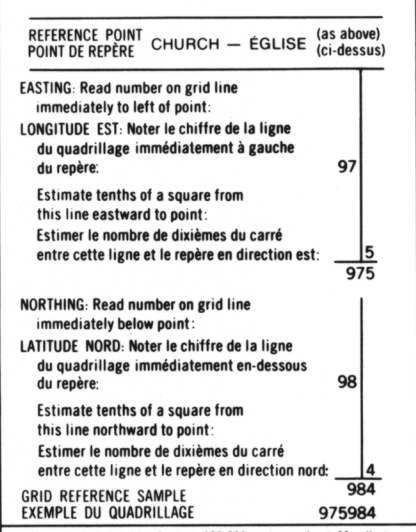 REFERENCE POINT CHURCH — ÉGLISE (as above)
POINT DE REPÈRE (ci-dessus)
EASTING: Read number on grid line
immediately to left of point:
LONGITUDE EST: Noter le chiffre de la ligne
du quadrillage immédiatement à gauche
du repère: 97
Estimate tenths of a square from
this line eastward to point:
Estimer le nombre de dixièmes du carré
entre cette ligne et le repère en direction est: 5
975
NORTHING: Read number on grid line
immediately below point:
LATITUDE NORD: Noter le chiffre de la ligne
du quadrillage immédiatement en-dessous
du repère: 98
Estimate tenths of a square from
this line northward to point:
Estimer le nombre de dixièmes du carré
entre cette ligne et le repère en direction nord: 4
984
GRID REFERENCE SAMPLE
EXEMPLE DU QUADRILLAGE 975984